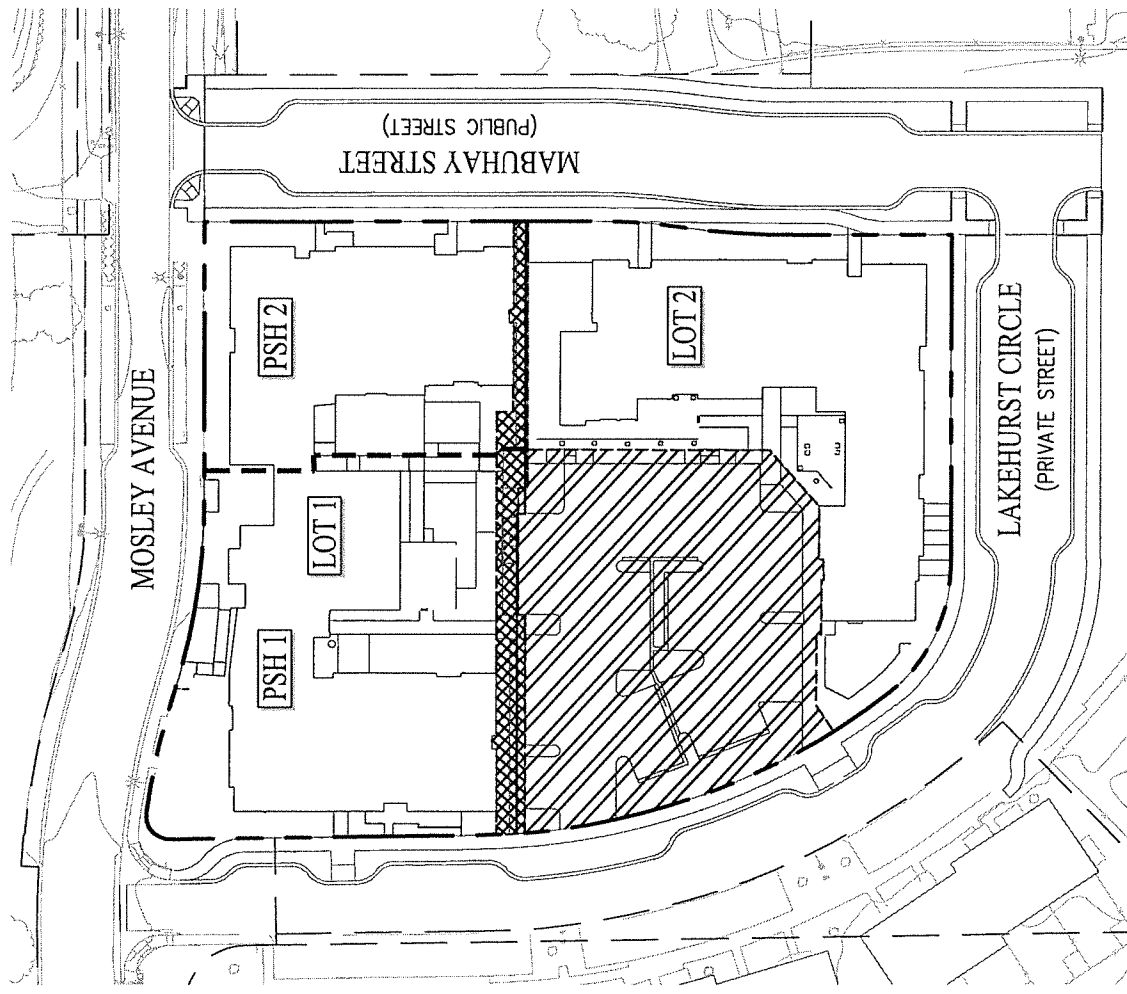 MABUHAY STREET
(PUBLIC STREET)
MOSLEY AVENUE
PSH 2
LOT 2
LOT 1
PSH 1
LAKEHURST CIRCLE
(PRIVATE STREET)